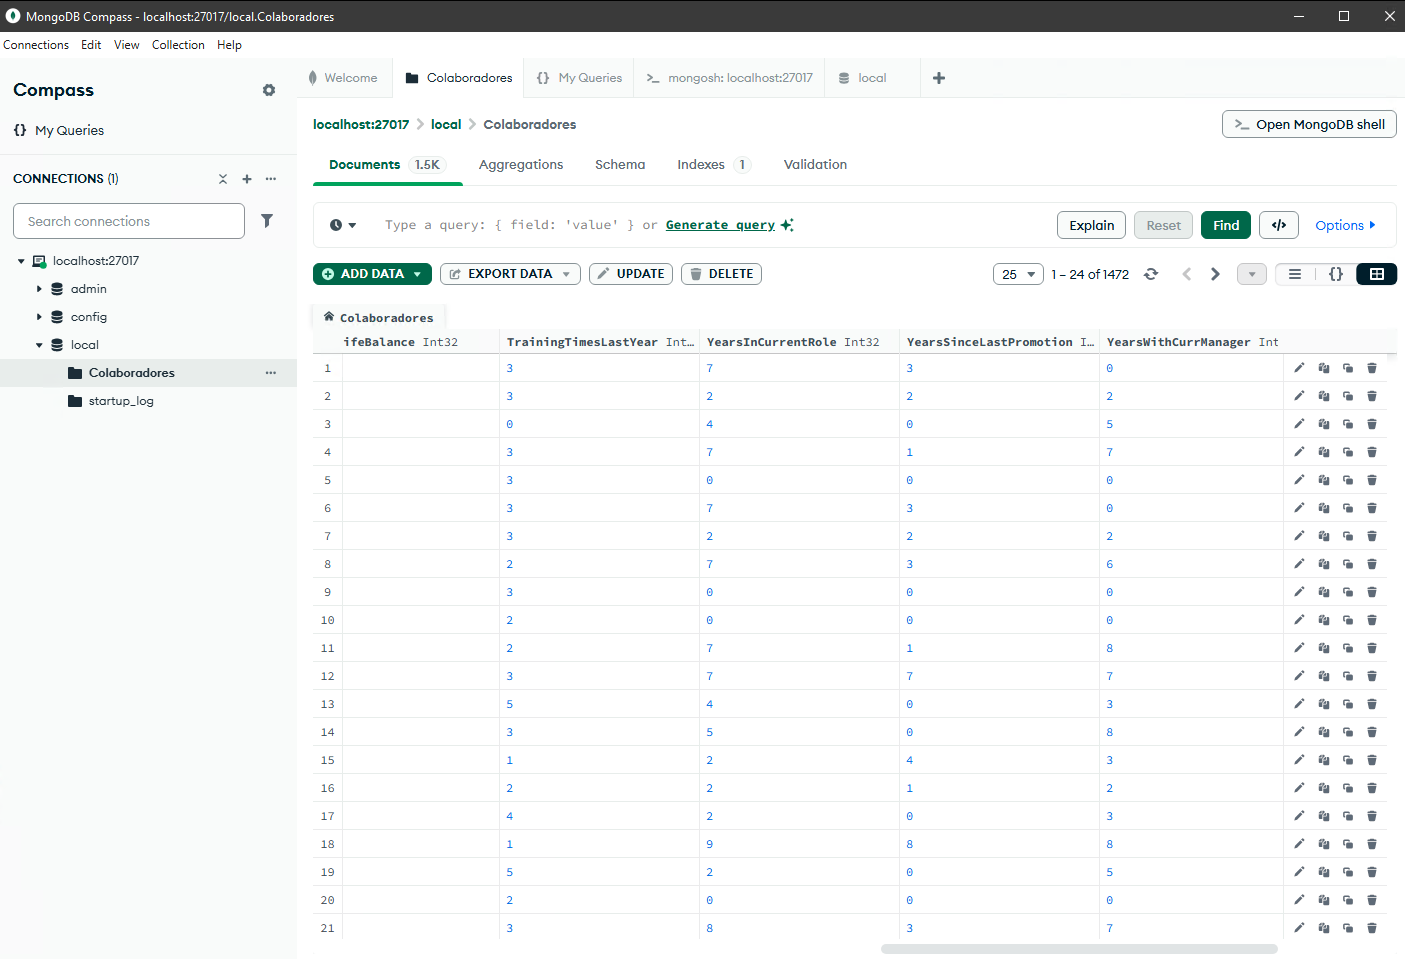 MongoDB Compass - localhost:27017/local.Colaboradores
Connections Edit View Collection Help
Compass
My Queries
CONNECTIONS (1)
Search connections
localhost:27017
admin
config
local
Colaboradores
startup_log
Welcome Colaboradores {} My Queries >_ mongosh: localhost:27017 local
localhost:27017 > local > Colaboradores
>_ Open MongoDB shell
Documents 1.5K Aggregations Schema Indexes 1 Validation
Type a query: { field: 'value' } or Generate query
Explain Reset Find </> Options
ADD DATA EXPORT DATA UPDATE DELETE
25 1 – 24 of 1472
Colaboradores
ifeBalance Int32 TrainingTimesLastYear Int... YearsInCurrentRole Int32 YearsSinceLastPromotion I... YearsWithCurrManager Int
1 3 7 3 0
2 3 2 2 2
3 0 4 0 5
4 3 7 1 7
5 3 0 0 0
6 3 7 3 0
7 3 2 2 2
8 2 7 3 6
9 3 0 0 0
10 2 0 0 0
11 2 7 1 8
12 3 7 7 7
13 5 4 0 3
14 3 5 0 8
15 1 2 4 3
16 2 2 1 2
17 4 2 0 3
18 1 9 8 8
19 5 2 0 5
20 2 0 0 0
21 3 8 3 7